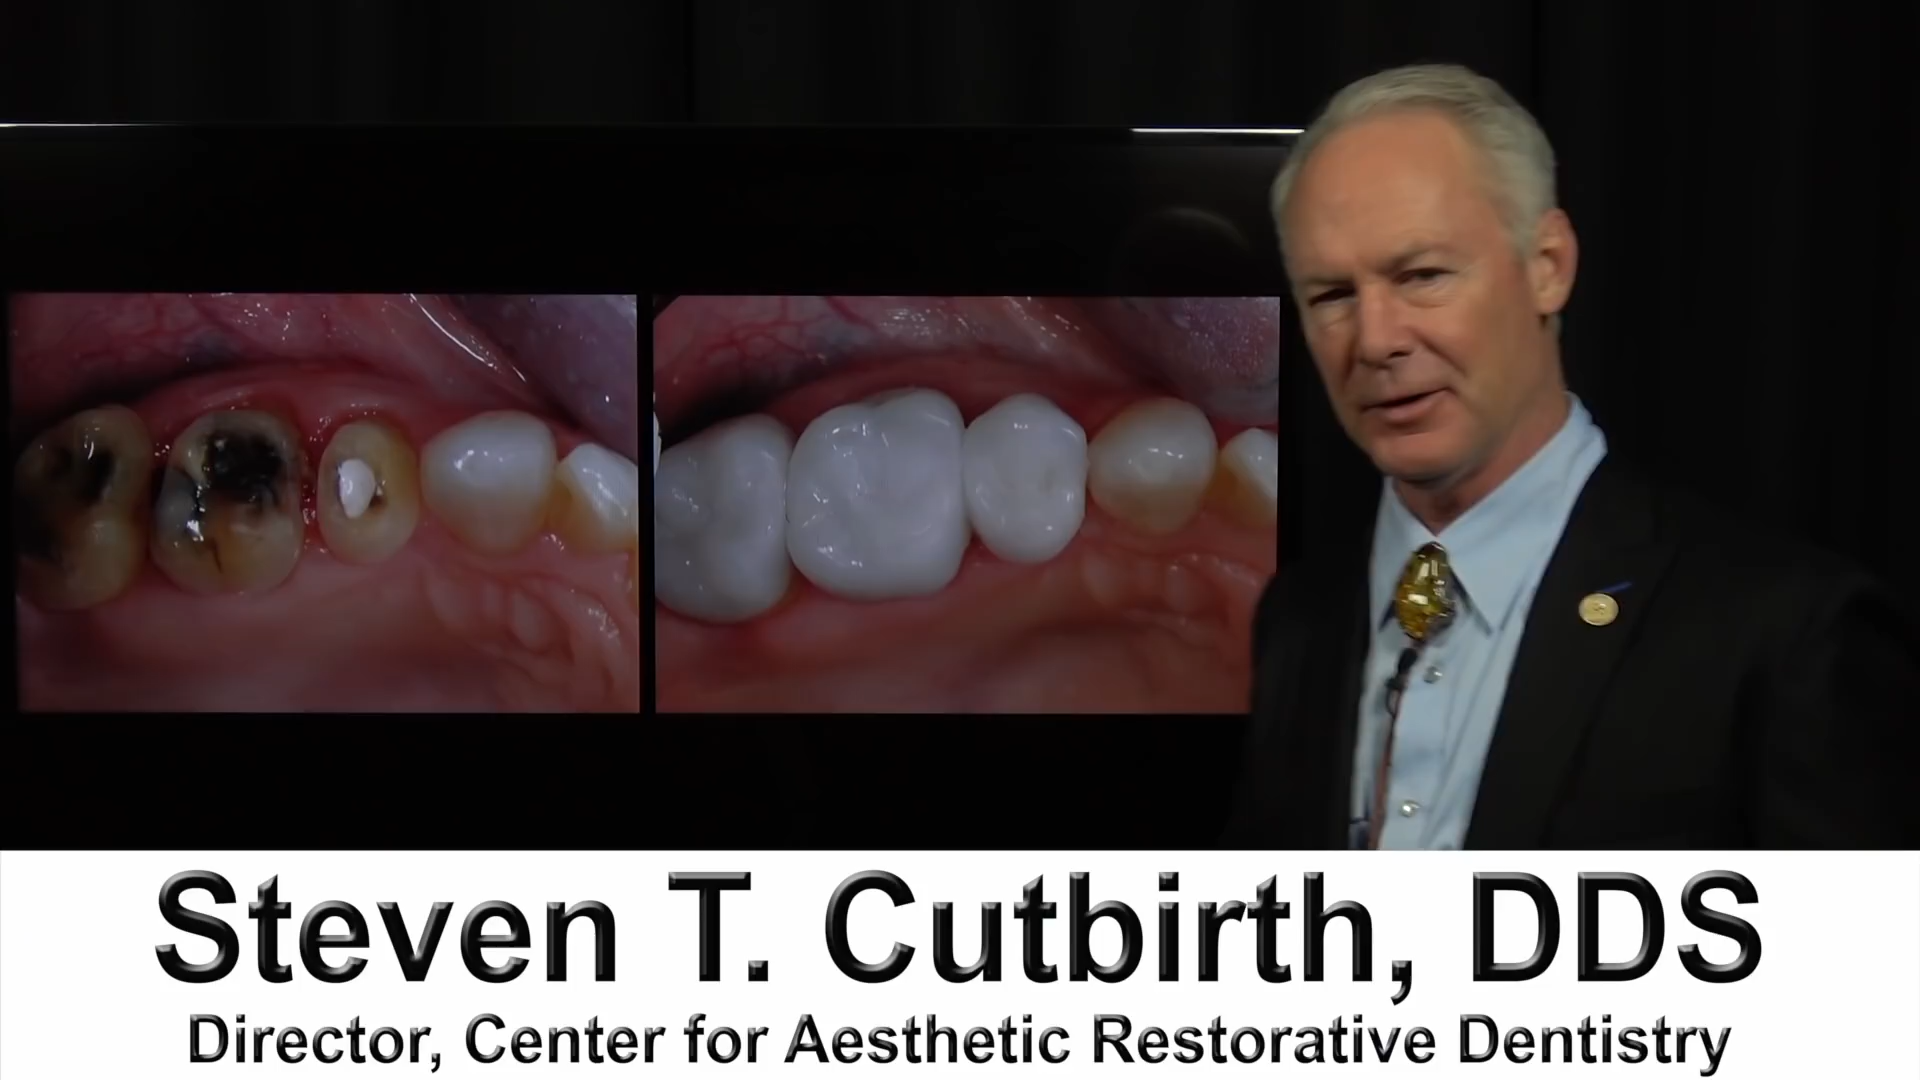 Steven T. Cutbirth, DDS
Director, Center for Aesthetic Restorative Dentistry